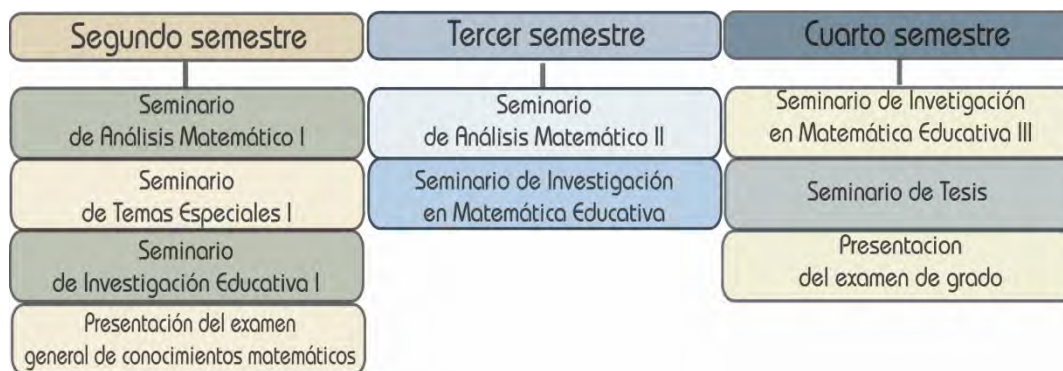 Segundo semestre
Seminario
de Análisis Matemático I
Seminario
de Temas Especiales I
Seminario
de Investigación Educativa I
Presentación del examen
general de conocimientos matemáticos
Tercer semestre
Seminario
de Análisis Matemático II
Seminario de Investigación
en Matemática Educativa
Cuarto semestre
Seminario de Invetigación
en Matemática Educativa III
Seminario de Tesis
Presentacion
del examen de grado